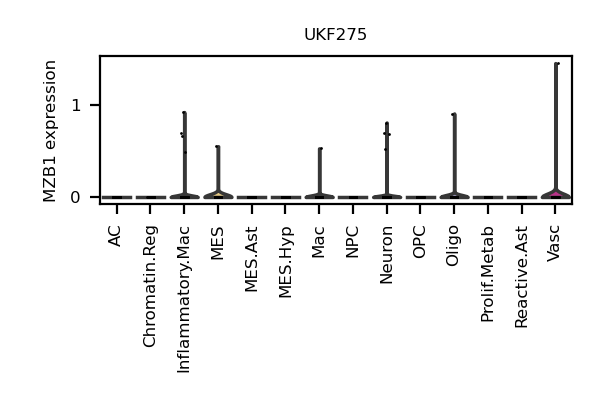 UKF275
MZB1 expression
1
0
AC
Chromatin.Reg
Inflammatory.Mac
MES
MES.Ast
MES.Hyp
Mac
NPC
Neuron
OPC
Oligo
Prolif.Metab
Reactive.Ast
Vasc